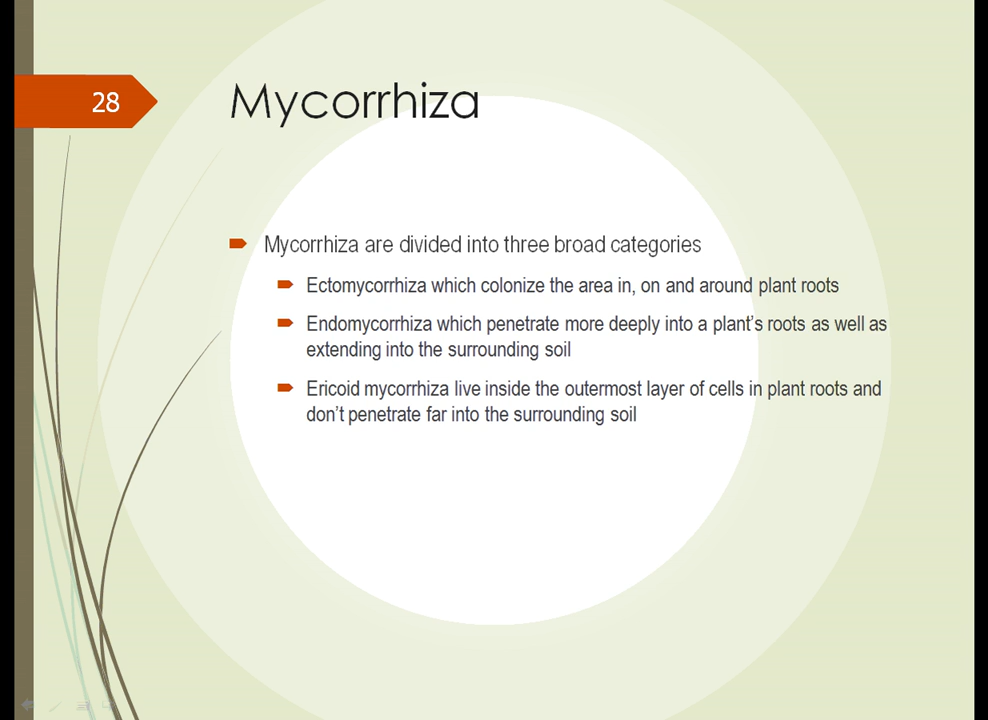 28
Mycorrhiza
Mycorrhiza are divided into three broad categories
Ectomycorrhiza which colonize the area in, on and around plant roots
Endomycorrhiza which penetrate more deeply into a plant's roots as well as
extending into the surrounding soil
Ericoid mycorrhiza live inside the outermost layer of cells in plant roots and
don't penetrate far into the surrounding soil